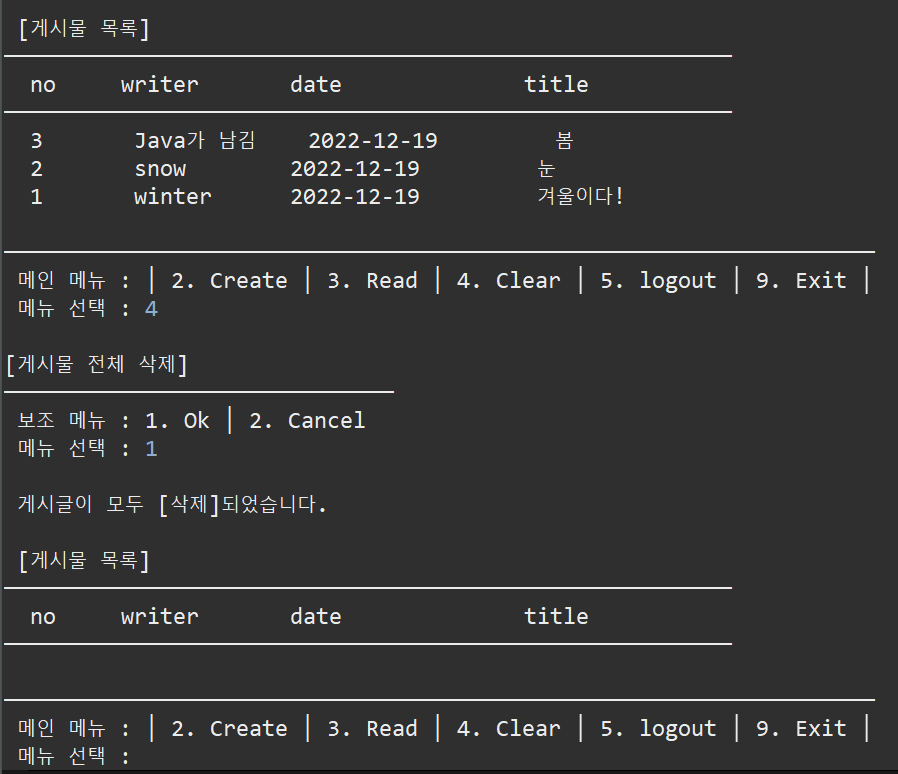 [게시물 목록]
no writer date title
3 Java가 남김 2022-12-19 봄
2 snow 2022-12-19 눈
1 winter 2022-12-19 겨울이다!
메인 메뉴 : | 2. Create | 3. Read | 4. Clear | 5. logout | 9. Exit |
메뉴 선택 : 4
[게시물 전체 삭제]
보조 메뉴 : 1. Ok | 2. Cancel
메뉴 선택 : 1
게시글이 모두 [삭제]되었습니다.
[게시물 목록]
no writer date title
메인 메뉴 : | 2. Create | 3. Read | 4. Clear | 5. logout | 9. Exit |
메뉴 선택 :